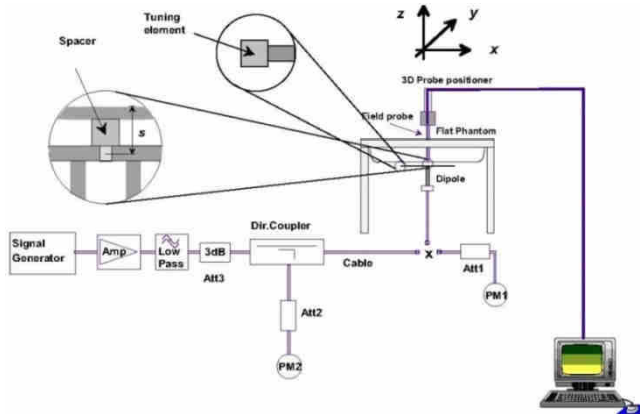 Tuning
element
Spacer
s
z
y
x
3D Probe positioner
Field probe
Flat Phantom
Dipole
Signal
Generator
Amp
Low
Pass
3dB
Att3
Dir.Coupler
Cable
x
Att1
PM1
Att2
PM2